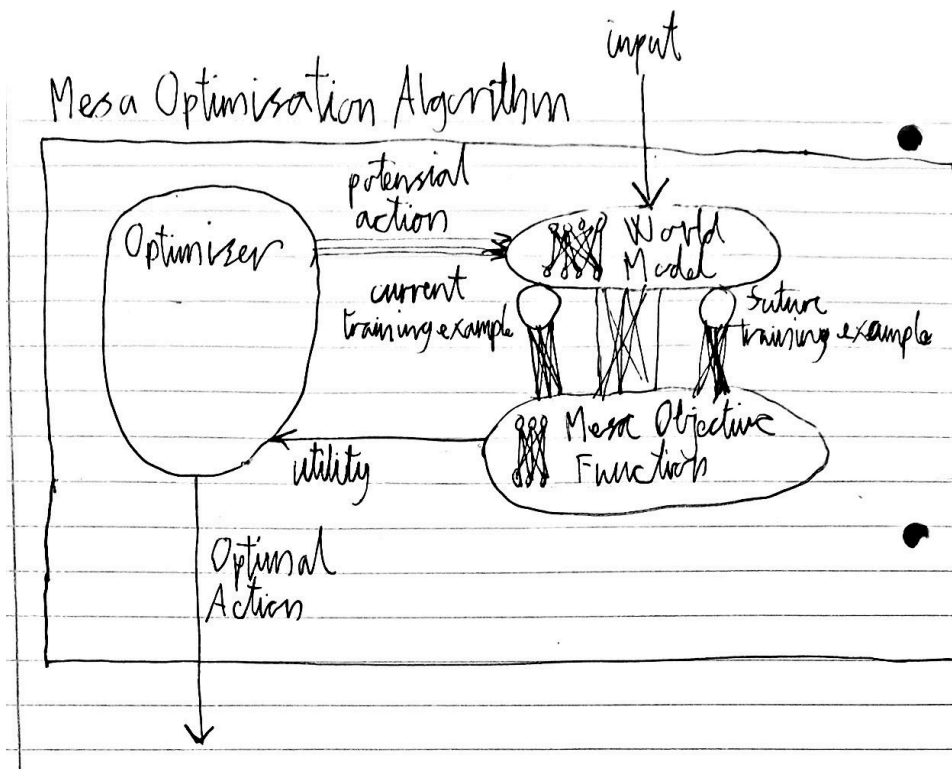 input
Mesa Optimisation Algorithm
potensial
action
Optimiser
World
Model
current
training example
future
training example
Mesa Objective
Function
utility
Optimal
Action